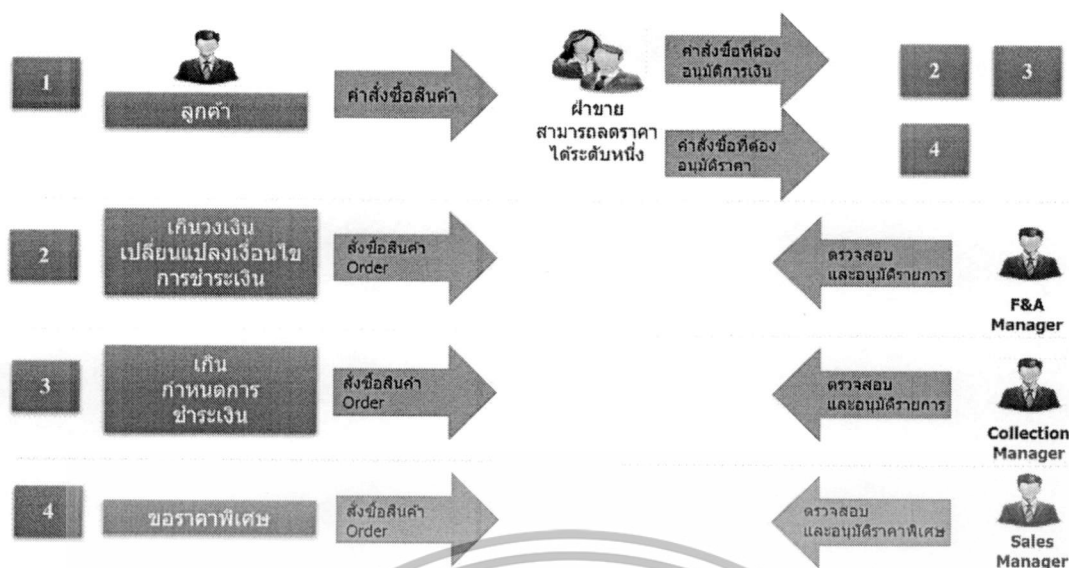 1
ลูกค้า
คำสั่งซื้อสินค้า
ฝ่าขาย
สามารถลดราคา
ได้ระดับหนึ่ง
คำสั่งซื้อที่ต้อง
อนุมัติการเงิน
2
3
คำสั่งซื้อที่ต้อง
อนุมัติราคา
4
2
เกินวงเงิน
เปลี่ยนแปลงเงื่อนไข
การชำระเงิน
สั่งซื้อสินค้า
Order
ตรวจสอบ
และอนุมัติรายการ
F&A
Manager
3
เกิน
กำหนดการ
ชำระเงิน
สั่งซื้อสินค้า
Order
ตรวจสอบ
และอนุมัติรายการ
Collection
Manager
4
ขอราคาพิเศษ
สั่งซื้อสินค้า
Order
ตรวจสอบ
และอนุมัติราคาพิเศษ
Sales
Manager